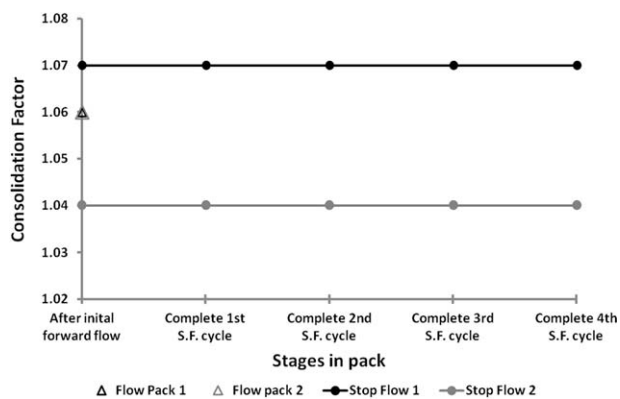 1.08
1.07
1.06
1.05
1.04
1.03
1.02
Consolidation Factor
After inital forward flow
Complete 1st S.F. cycle
Complete 2nd S.F. cycle
Complete 3rd S.F. cycle
Complete 4th S.F. cycle
Stages in pack
Flow Pack 1
Flow pack 2
Stop Flow 1
Stop Flow 2